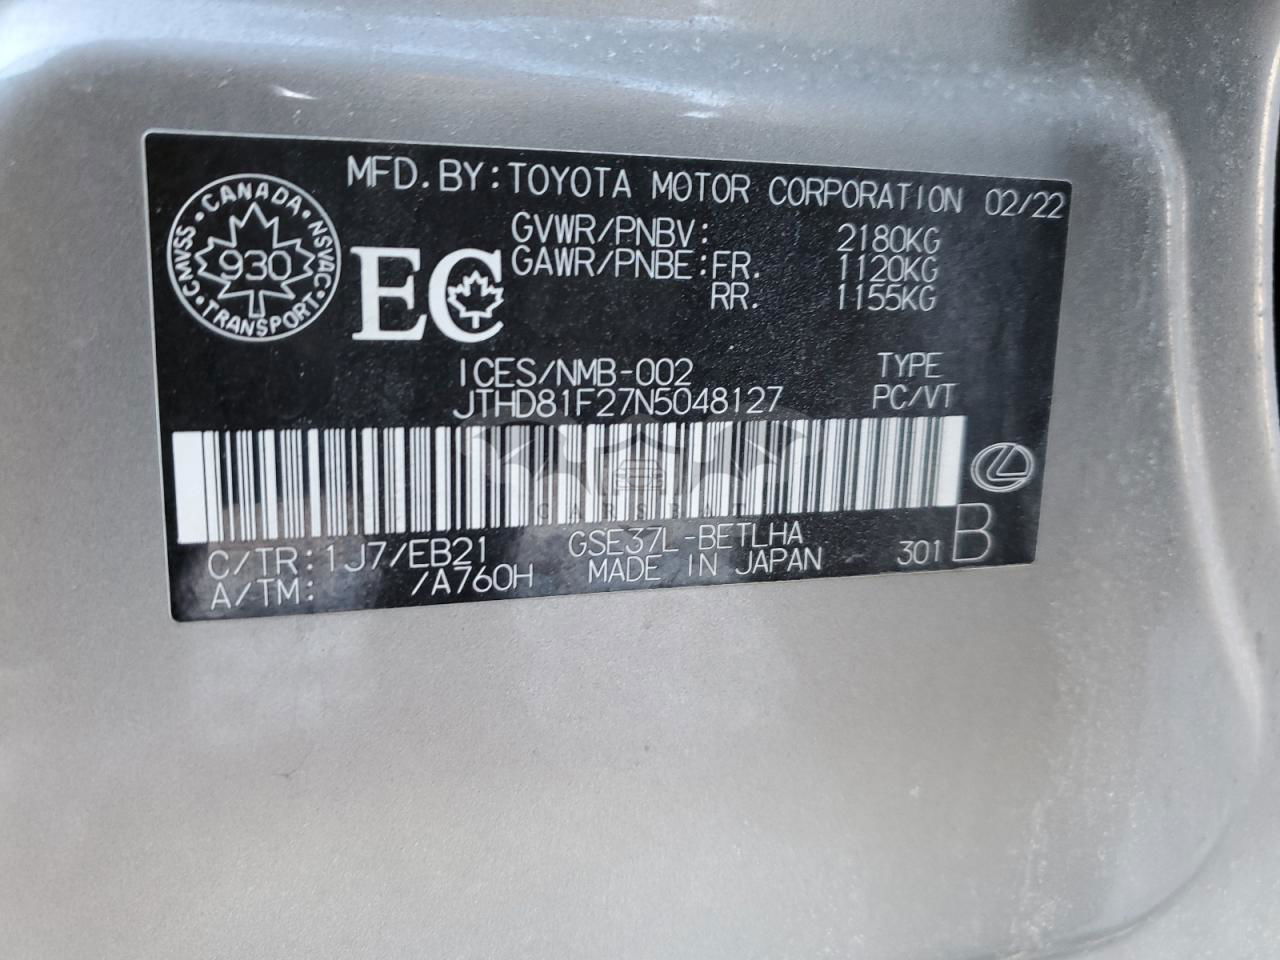 MFD. BY: TOYOTA MOTOR CORPORATION 02/22
CANADA
CMVSS
NSVAC
930
TRANSPORT
EC
GVWR/PNBV: 2180KG
GAWR/PNBE: FR. 1120KG
RR. 1155KG
ICES/NMB-002 TYPE
JTHD81F27N5048127 PC/VT
CARSBAT
C/TR: 1J7/EB21 GSE37L-BETLHA
A/TM: /A760H MADE IN JAPAN 301 B